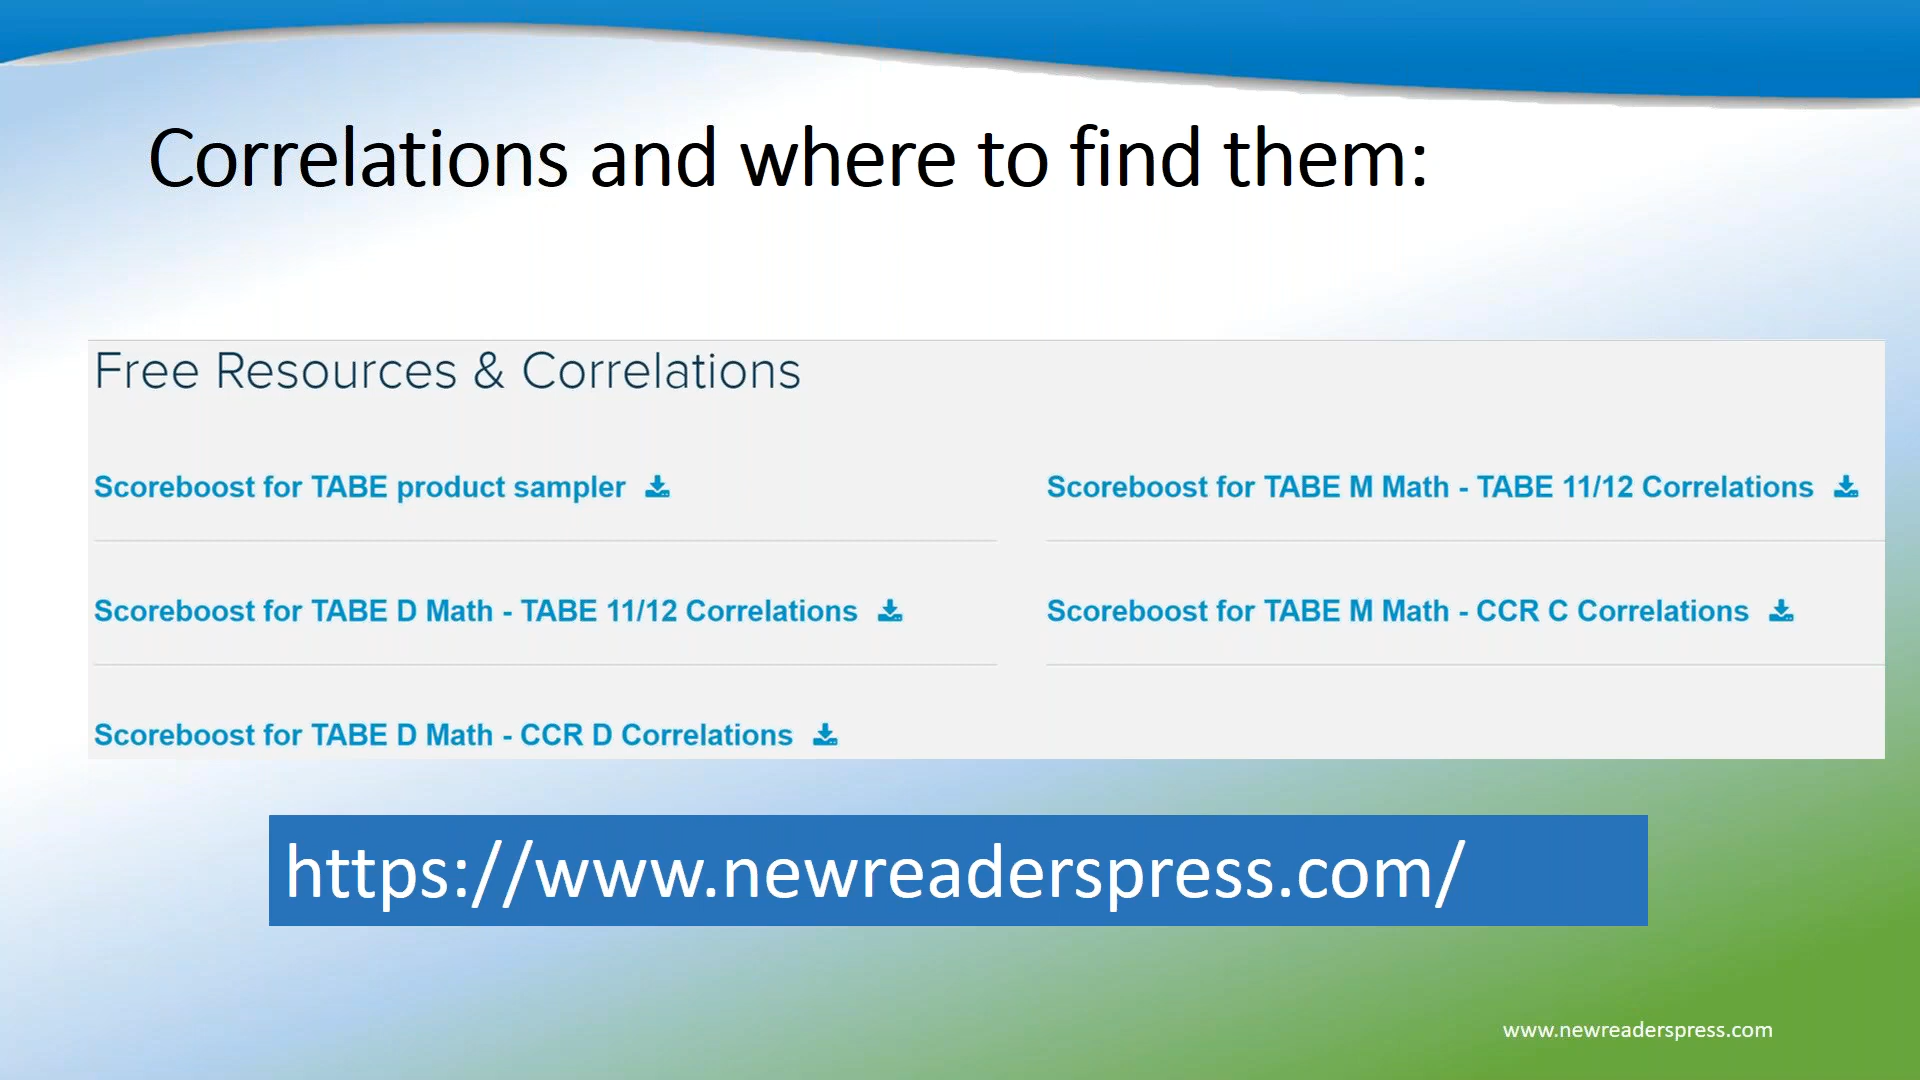 Correlations and where to find them:
Free Resources & Correlations
Scoreboost for TABE product sampler
Scoreboost for TABE M Math - TABE 11/12 Correlations
Scoreboost for TABE D Math - TABE 11/12 Correlations
Scoreboost for TABE M Math - CCR C Correlations
Scoreboost for TABE D Math - CCR D Correlations
https://www.newreaderspress.com/
www.newreaderspress.com